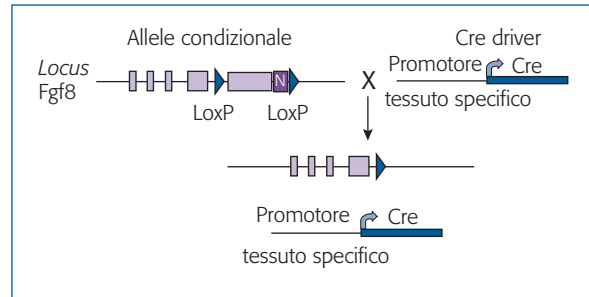 Allele condizionale
Cre driver
Locus
Fgf8
N
LoxP
LoxP
X
Promotore
Cre
tessuto specifico
Promotore
Cre
tessuto specifico